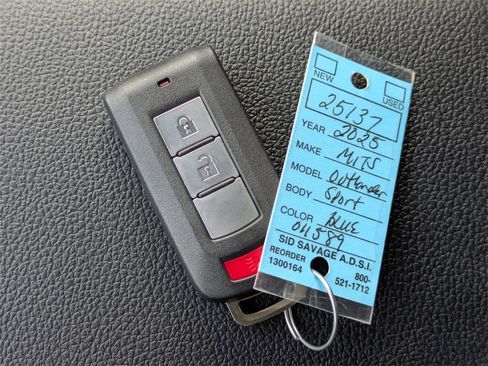 NEW USED
25137
YEAR 2025
MAKE MITS
MODEL Outlander
BODY Sport
COLOR BLUE
04589
SID SAVAGE A.D.S.I.
REORDER 800-
1300164 521-1712